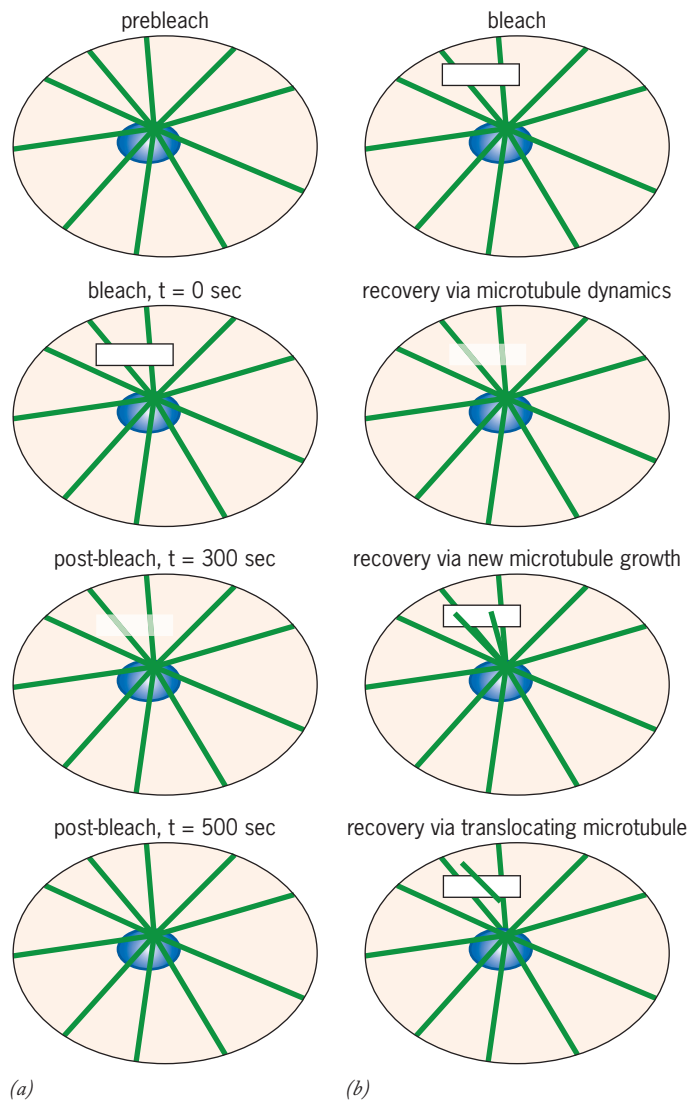 prebleach
bleach, t = 0 sec
post-bleach, t = 300 sec
post-bleach, t = 500 sec
(a)
bleach
recovery via microtubule dynamics
recovery via new microtubule growth
recovery via translocating microtubule
(b)